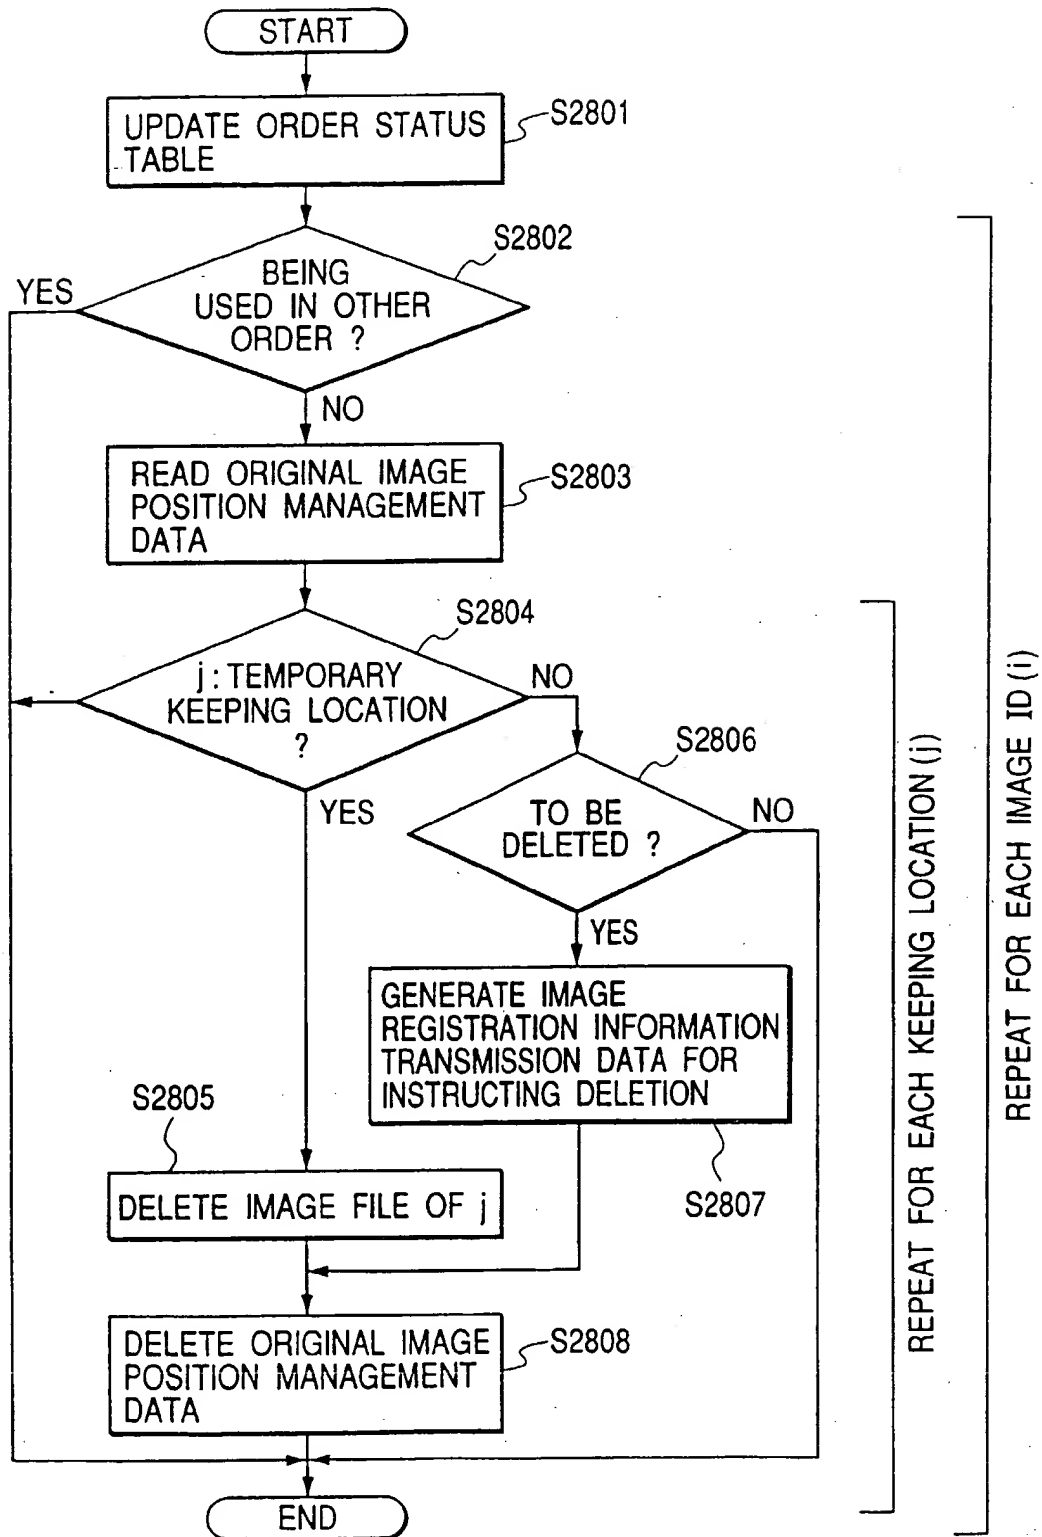 START
UPDATE ORDER STATUS
TABLE
S2801
S2802
BEING
USED IN OTHER
ORDER ?
YES
NO
READ ORIGINAL IMAGE
POSITION MANAGEMENT
DATA
S2803
S2804
j : TEMPORARY
KEEPING LOCATION
?
NO
YES
S2806
TO BE
DELETED ?
NO
YES
GENERATE IMAGE
REGISTRATION INFORMATION
TRANSMISSION DATA FOR
INSTRUCTING DELETION
S2807
S2805
DELETE IMAGE FILE OF j
DELETE ORIGINAL IMAGE
POSITION MANAGEMENT
DATA
S2808
END
REPEAT FOR EACH KEEPING LOCATION (j)
REPEAT FOR EACH IMAGE ID (i)